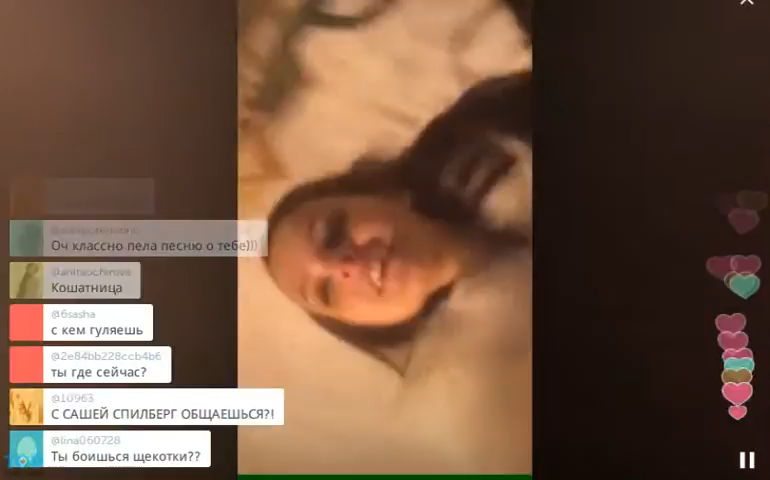 Оч классно пела песню о тебе)))
Кошатница
@6sasha
с кем гуляешь
@2e84bb228ccb4b6
ты где сейчас?
@10963
С САШЕЙ СПИЛБЕРГ ОБЩАЕШЬСЯ?!
@lina060728
Ты боишься щекотки??